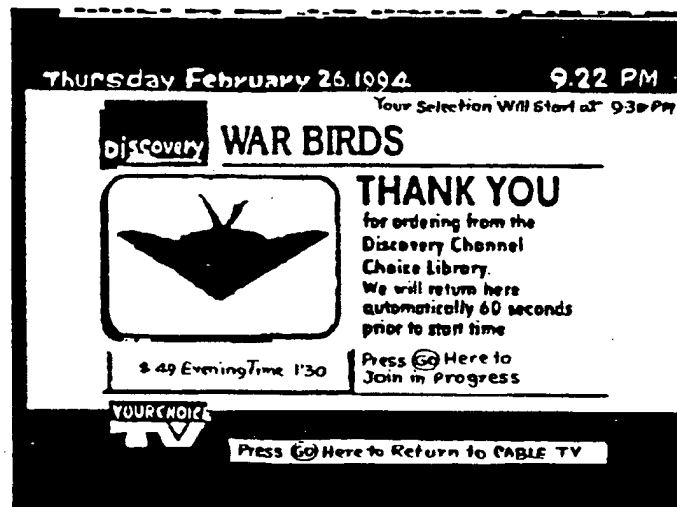 Thursday February 26.1994 9.22 PM
Your Selection Will Start at 9:30 PM
Discovery WAR BIRDS
THANK YOU
for ordering from the
Discovery Channel
Choice Library.
We will return here
automatically 60 seconds
prior to start time
$ .49 Evening Time 1'30
Press GO Here to
Join in Progress
YOUR CHOICE
TV
Press GO Here to Return to CABLE TV